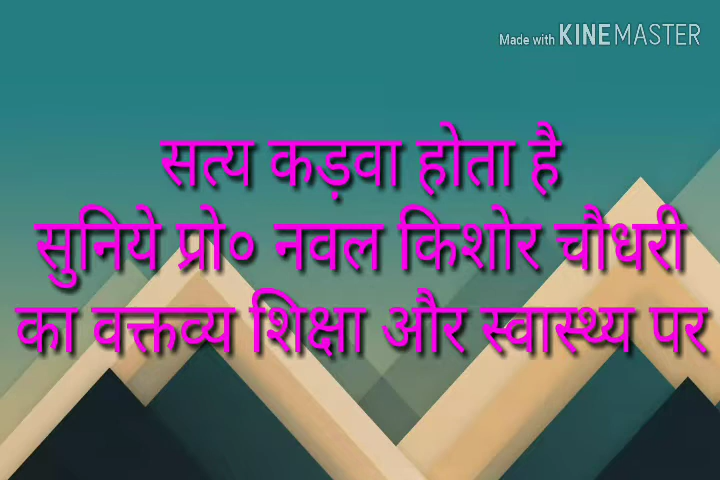 Made with KINEMASTER
सत्य कड़वा होता है
सुनिये प्रो० नवल किशोर चौधरी
का वक्तव्य शिक्षा और स्वास्थ्य पर